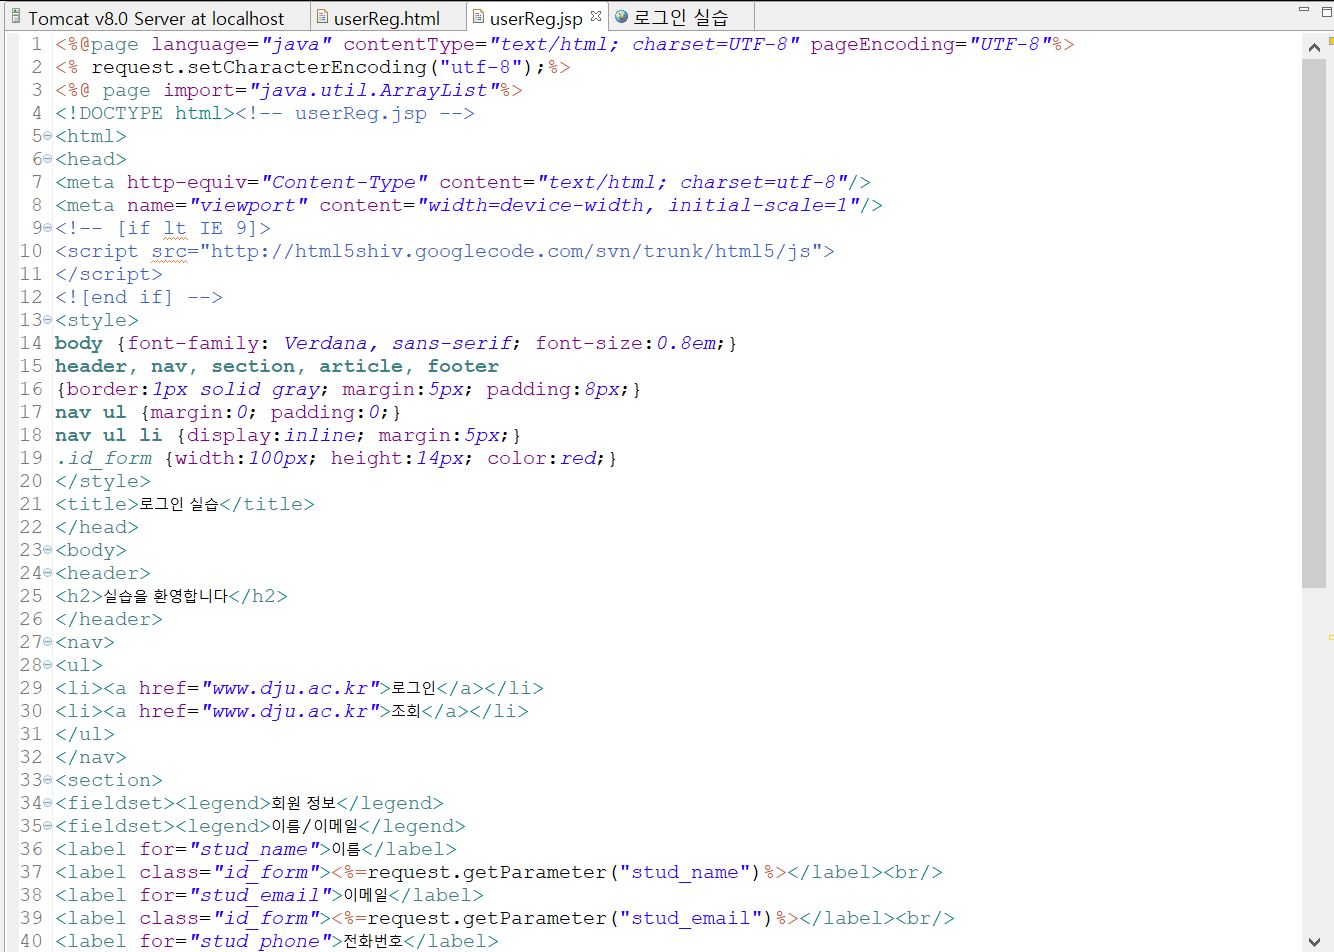 Tomcat v8.0 Server at localhost userReg.html userReg.jsp 로그인 실습
1 <%@page language="java" contentType="text/html; charset=UTF-8" pageEncoding="UTF-8"%>
2 <% request.setCharacterEncoding("utf-8");%>
3 <%@ page import="java.util.ArrayList"%>
4 <!DOCTYPE html><!-- userReg.jsp -->
5 <html>
6 <head>
7 <meta http-equiv="Content-Type" content="text/html; charset=utf-8"/>
8 <meta name="viewport" content="width=device-width, initial-scale=1"/>
9 <!-- [if lt IE 9]>
10 <script src="http://html5shiv.googlecode.com/svn/trunk/html5/js">
11 </script>
12 <![end if] -->
13 <style>
14 body {font-family: Verdana, sans-serif; font-size:0.8em;}
15 header, nav, section, article, footer
16 {border:1px solid gray; margin:5px; padding:8px;}
17 nav ul {margin:0; padding:0;}
18 nav ul li {display:inline; margin:5px;}
19 .id_form {width:100px; height:14px; color:red;}
20 </style>
21 <title>로그인 실습</title>
22 </head>
23 <body>
24 <header>
25 <h2>실습을 환영합니다</h2>
26 </header>
27 <nav>
28 <ul>
29 <li><a href="www.dju.ac.kr">로그인</a></li>
30 <li><a href="www.dju.ac.kr">조회</a></li>
31 </ul>
32 </nav>
33 <section>
34 <fieldset><legend>회원 정보</legend>
35 <fieldset><legend>이름/이메일</legend>
36 <label for="stud_name">이름</label>
37 <label class="id_form"><%=request.getParameter("stud_name")%></label><br/>
38 <label for="stud_email">이메일</label>
39 <label class="id_form"><%=request.getParameter("stud_email")%></label><br/>
40 <label for="stud_phone">전화번호</label>